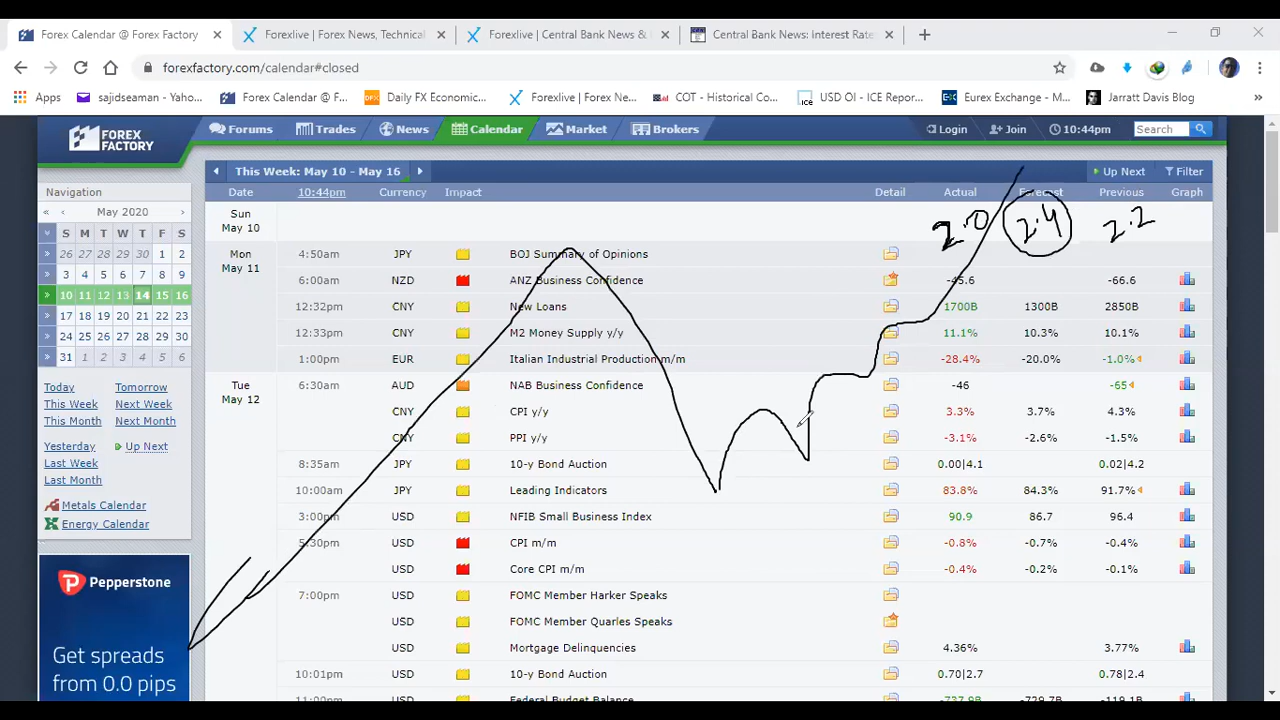 Forex Calendar @ Forex Factory
Forexlive | Forex News, Technical
Forexlive | Central Bank News &
Central Bank News: Interest Rate
forexfactory.com/calendar#closed
Apps sajidseaman - Yahoo... Forex Calendar @ F... Daily FX Economic... Forexlive | Forex Ne... COT - Historical Co... USD OI - ICE Repor... Eurex Exchange - M... Jarratt Davis Blog
FOREX FACTORY
Forums Trades News Calendar Market Brokers Login Join 10:44pm Search
Navigation
« ‹ May 2020 › »
S M T W T F S
26 27 28 29 30 1 2
3 4 5 6 7 8 9
10 11 12 13 14 15 16
17 18 19 20 21 22 23
24 25 26 27 28 29 30
31 1 2 3 4 5 6
Today Tomorrow
This Week Next Week
This Month Next Month
Yesterday Up Next
Last Week
Last Month
Metals Calendar
Energy Calendar
Pepperstone
Get spreads
from 0.0 pips
This Week: May 10 - May 16 Up Next Filter
Date 10:44pm Currency Impact Detail Actual Forecast Previous Graph
Sun May 10
2.0 2.4 2.2
Mon May 11 4:50am JPY BOJ Summary of Opinions
6:00am NZD ANZ Business Confidence -45.6 -66.6
12:32pm CNY New Loans 1700B 1300B 2850B
12:33pm CNY M2 Money Supply y/y 11.1% 10.3% 10.1%
1:00pm EUR Italian Industrial Production m/m -28.4% -20.0% -1.0%
Tue May 12 6:30am AUD NAB Business Confidence -46 -65
CNY CPI y/y 3.3% 3.7% 4.3%
CNY PPI y/y -3.1% -2.6% -1.5%
8:35am JPY 10-y Bond Auction 0.00|4.1 0.02|4.2
10:00am JPY Leading Indicators 83.8% 84.3% 91.7%
3:00pm USD NFIB Small Business Index 90.9 86.7 96.4
5:30pm USD CPI m/m -0.8% -0.7% -0.4%
USD Core CPI m/m -0.4% -0.2% -0.1%
7:00pm USD FOMC Member Harker Speaks
USD FOMC Member Quarles Speaks
USD Mortgage Delinquencies 4.36% 3.77%
10:01pm USD 10-y Bond Auction 0.70|2.7 0.78|2.4
11:00pm USD Federal Budget Balance -737.9B -729.7B -119.1B